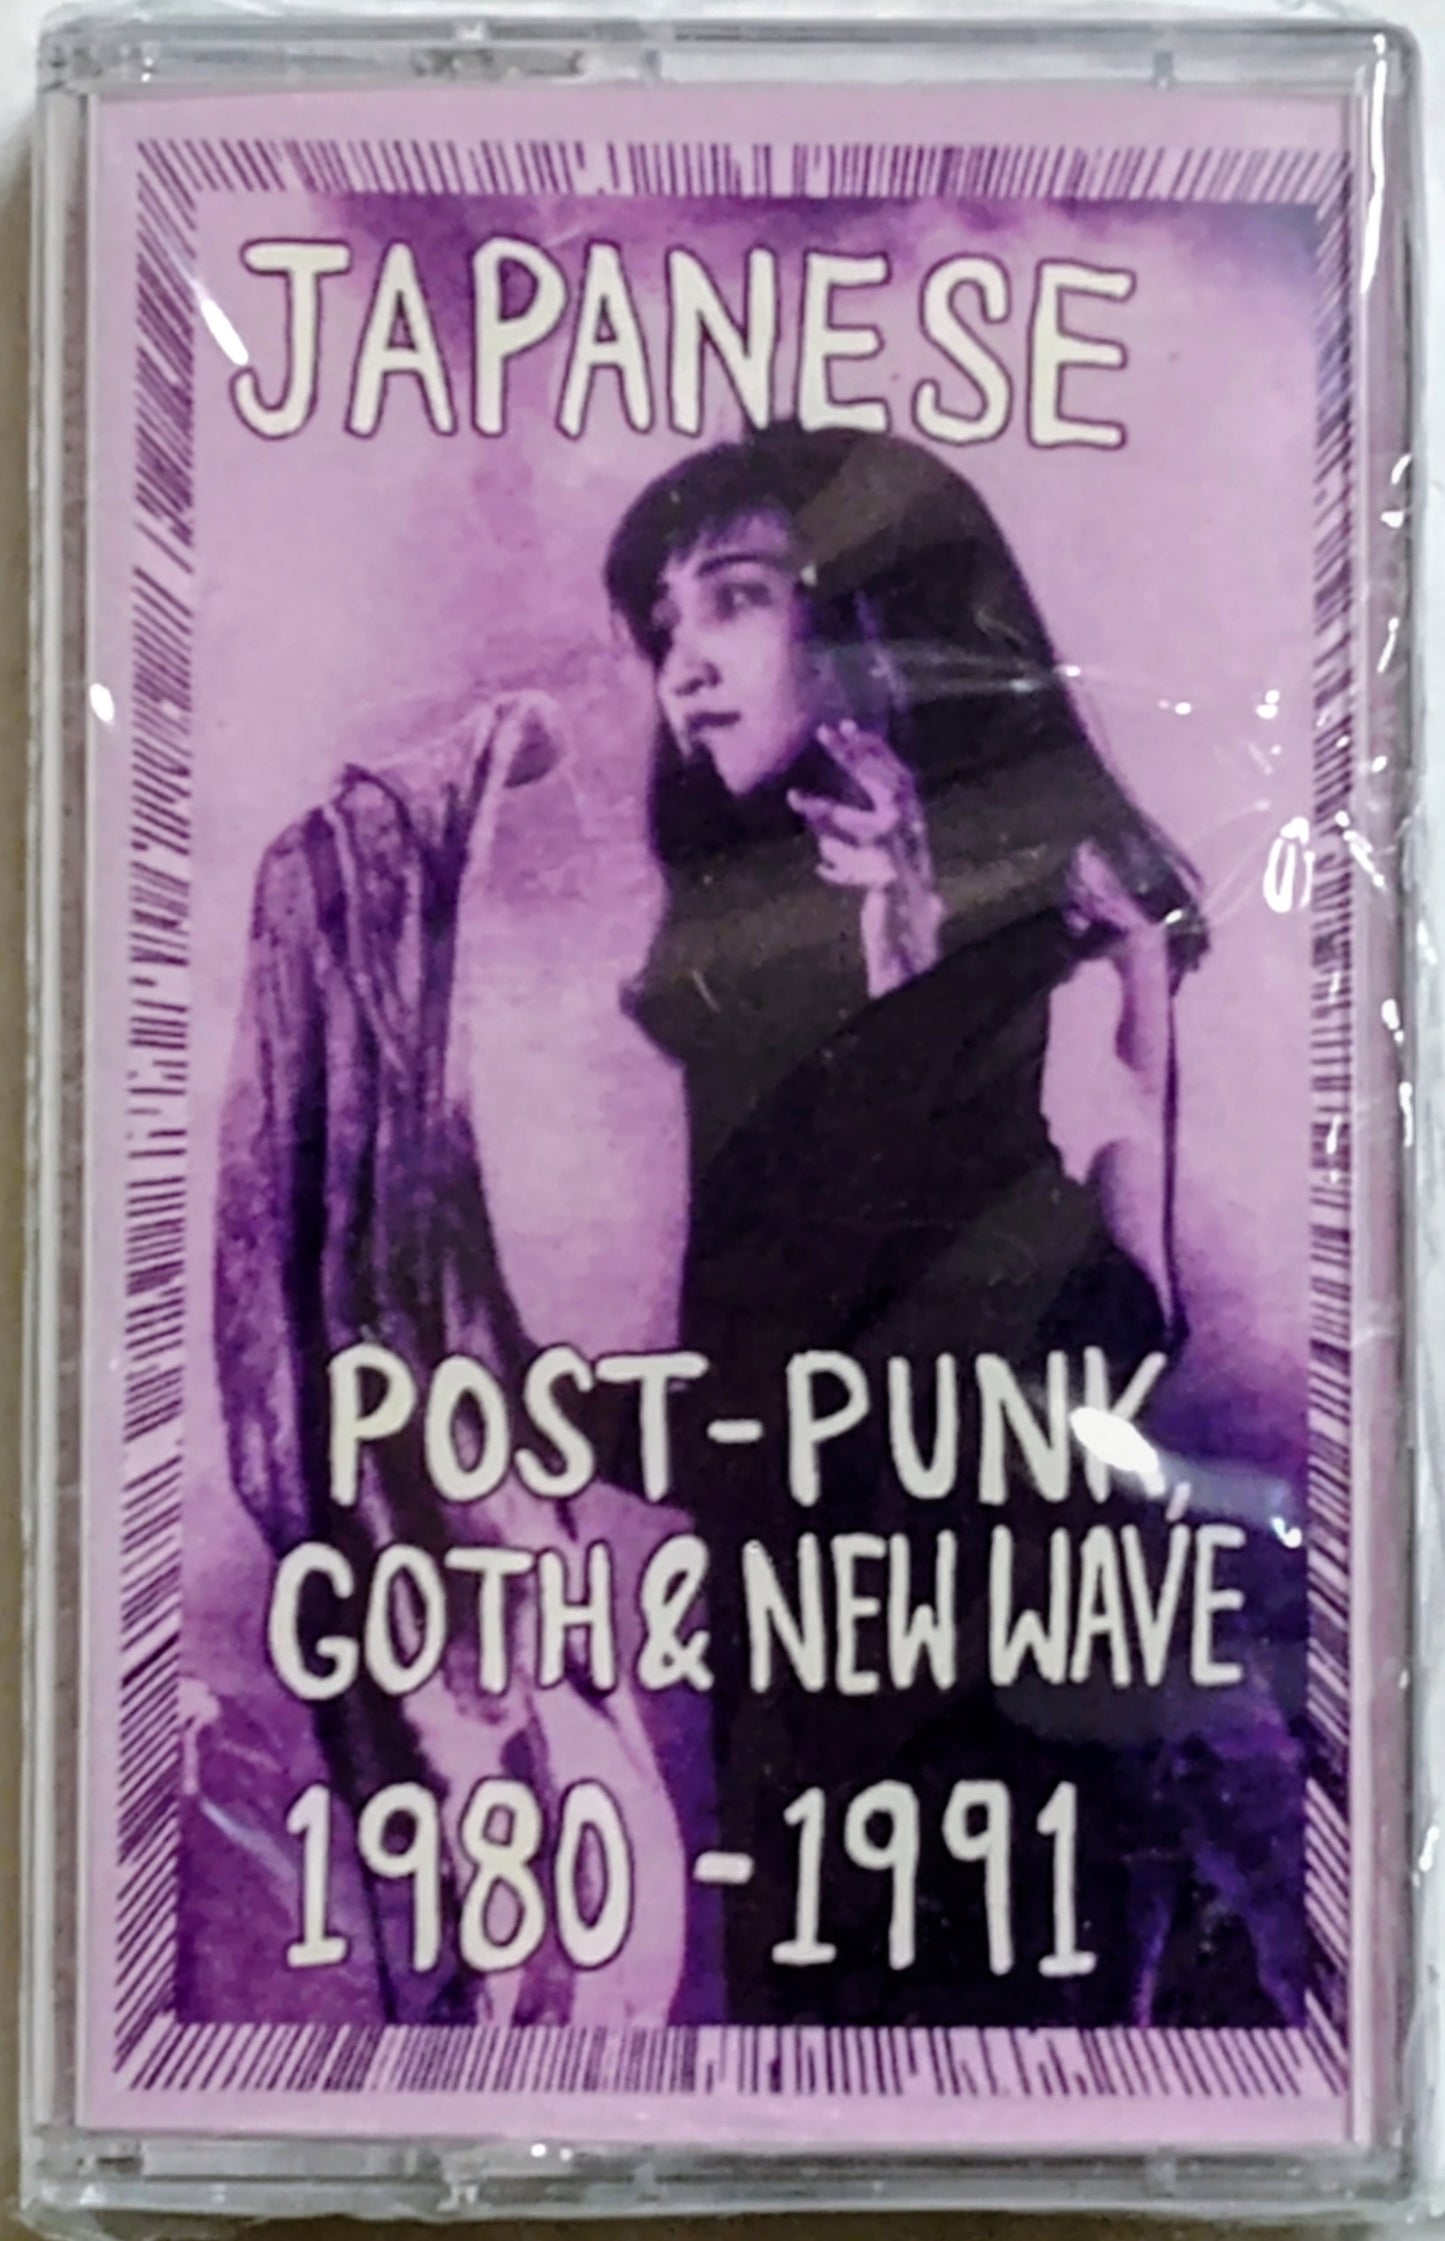 JAPANESE
POST-PUNK,
GOTH & NEW WAVE
1980-1991